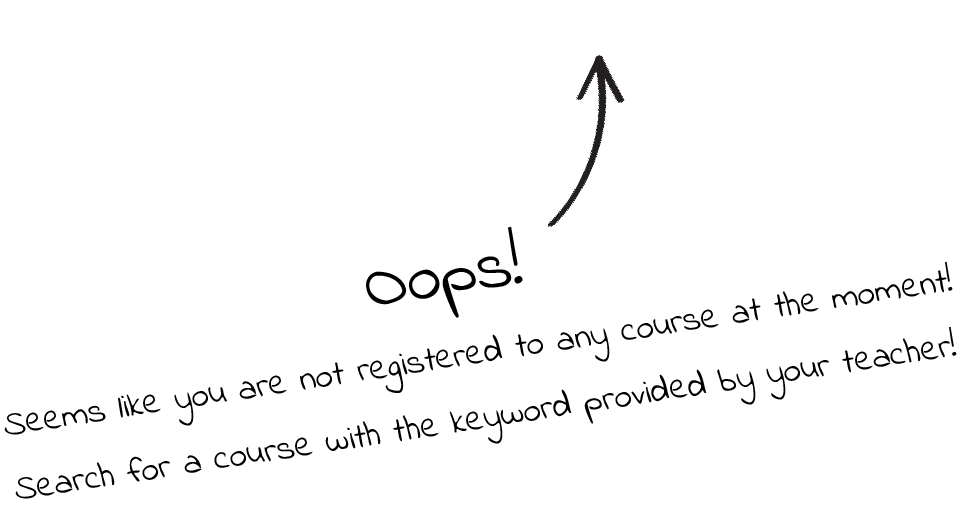 Oops!
Seems like you are not registered to any course at the moment!
Search for a course with the keyword provided by your teacher!